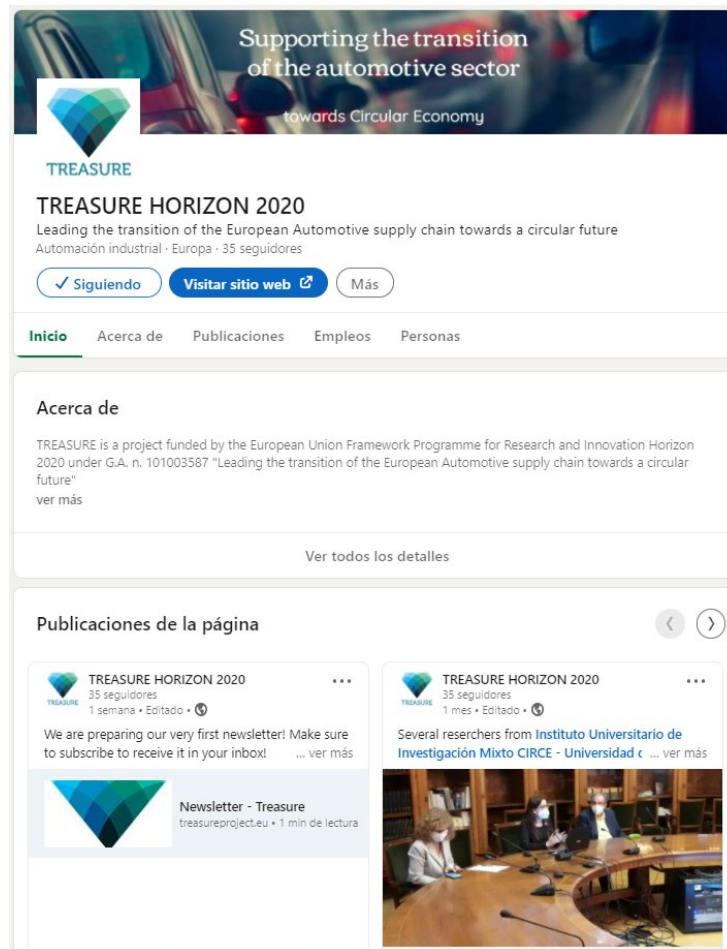 Supporting the transition
of the automotive sector
towards Circular Economy
TREASURE
TREASURE HORIZON 2020
Leading the transition of the European Automotive supply chain towards a circular future
Automación industrial · Europa · 35 seguidores
✓ Siguiendo
Visitar sitio web
Más
Inicio
Acerca de
Publicaciones
Empleos
Personas
Acerca de
TREASURE is a project funded by the European Union Framework Programme for Research and Innovation Horizon
2020 under G.A. n. 101003587 "Leading the transition of the European Automotive supply chain towards a circular
future"
ver más
Ver todos los detalles
Publicaciones de la página
TREASURE
TREASURE HORIZON 2020
35 seguidores
1 semana • Editado •
We are preparing our very first newsletter! Make sure
to subscribe to receive it in your inbox! ... ver más
Newsletter - Treasure
treasureproject.eu • 1 min de lectura
TREASURE
TREASURE HORIZON 2020
35 seguidores
1 mes • Editado •
Several reserchers from Instituto Universitario de
Investigación Mixto CIRCE - Universidad ... ver más